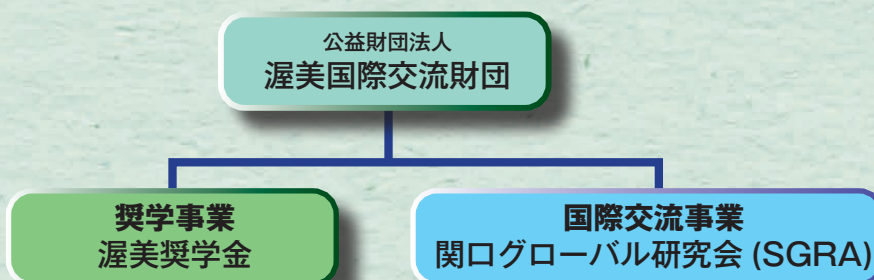 公益財団法人
渥美国際交流財団
奨学事業
渥美奨学金
国際交流事業
関口グローバル研究会 (SGRA)